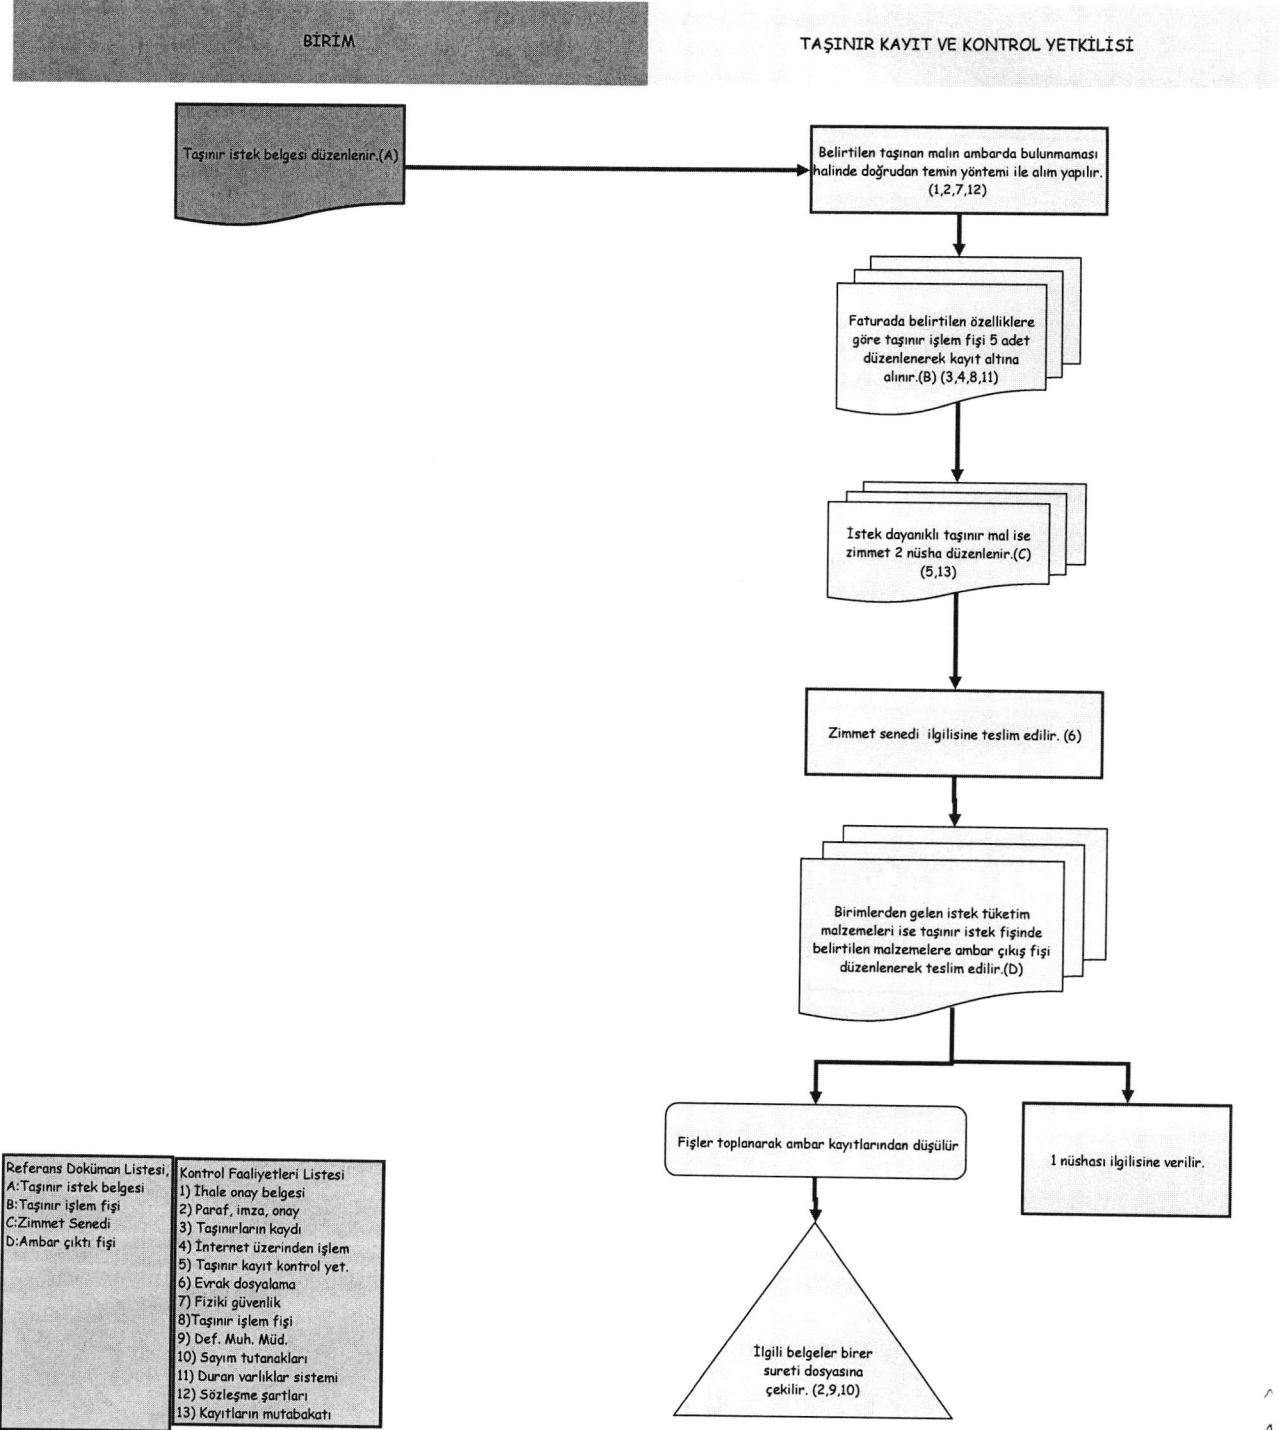 BİRİM
TAŞINIR KAYIT VE KONTROL YETKİLİSİ
Taşınır istek belgesi düzenlenir.(A)
Belirtilen taşınan malın ambarda bulunmaması
halinde doğrudan temin yöntemi ile alım yapılır.
(1,2,7,12)
Faturada belirtilen özelliklere
göre taşınır işlem fişi 5 adet
düzenlenerek kayıt altına
alınır.(B) (3,4,8,11)
İstek dayanıklı taşınır mal ise
zimmet 2 nüsha düzenlenir.(C)
(5,13)
Zimmet senedi ilgilisine teslim edilir. (6)
Birimlerden gelen istek tüketim
malzemeleri ise taşınır istek fişinde
belirtilen malzemelere ambar çıkış fişi
düzenlenerek teslim edilir.(D)
Fişler toplanarak ambar kayıtlarından düşülür
1 nüshası ilgilisine verilir.
İlgili belgeler birer
sureti dosyasına
çekilir. (2,9,10)
Referans Doküman Listesi,
A:Taşınır istek belgesi
B:Taşınır işlem fişi
C:Zimmet Senedi
D:Ambar çıktı fişi
Kontrol Faaliyetleri Listesi
1) İhale onay belgesi
2) Paraf, imza, onay
3) Taşınırların kaydı
4) İnternet üzerinden işlem
5) Taşınır kayıt kontrol yet.
6) Evrak dosyalama
7) Fiziki güvenlik
8)Taşınır işlem fişi
9) Def. Muh. Müd.
10) Sayım tutanakları
11) Duran varlıklar sistemi
12) Sözleşme şartları
13) Kayıtların mutabakatı